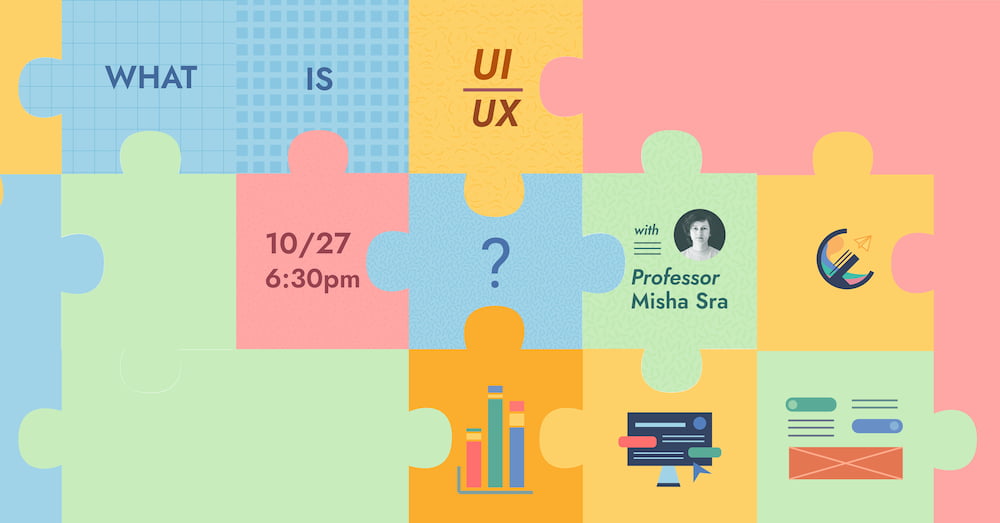 WHAT
IS
UI
UX
10/27
6:30pm
?
with
Professor
Misha Sra